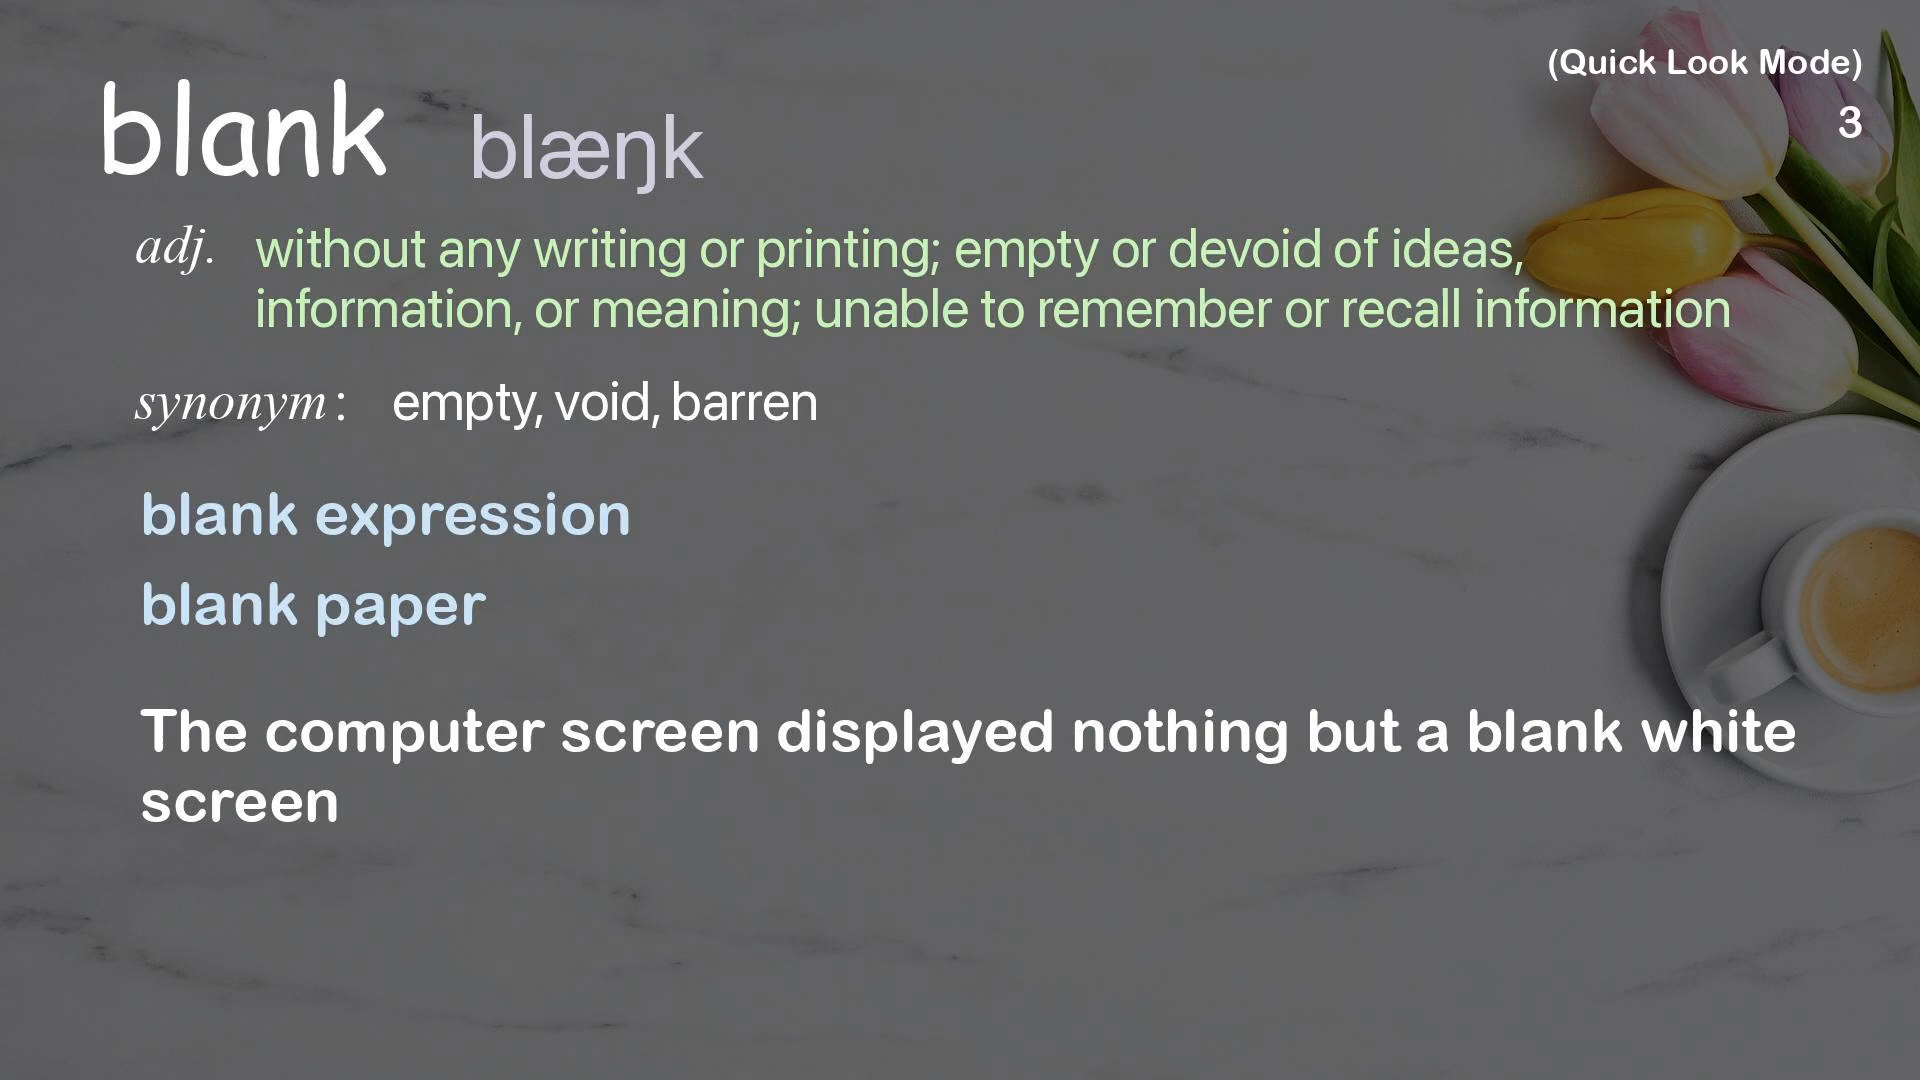 (Quick Look Mode)
3
blank blæŋk
adj. without any writing or printing; empty or devoid of ideas,
information, or meaning; unable to remember or recall information
synonym: empty, void, barren
blank expression
blank paper
The computer screen displayed nothing but a blank white
screen